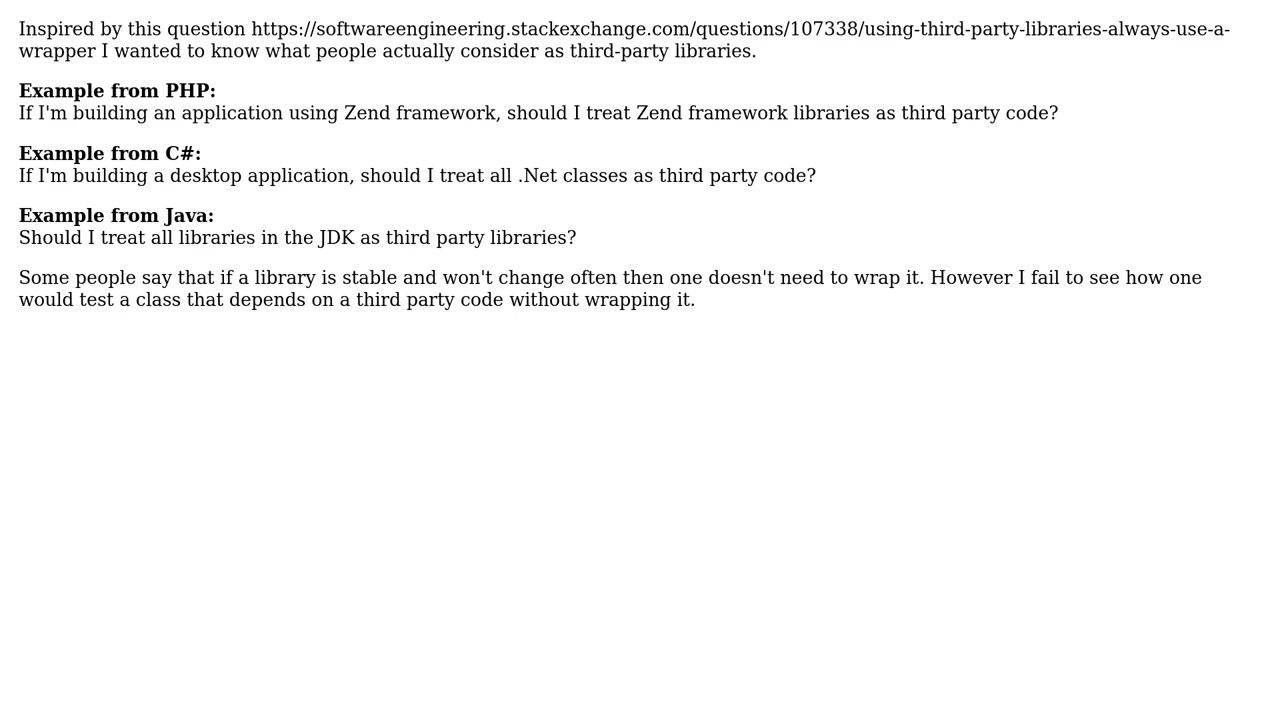 Inspired by this question https://softwareengineering.stackexchange.com/questions/107338/using-third-party-libraries-always-use-a-
wrapper I wanted to know what people actually consider as third-party libraries.
Example from PHP:
If I'm building an application using Zend framework, should I treat Zend framework libraries as third party code?
Example from C#:
If I'm building a desktop application, should I treat all .Net classes as third party code?
Example from Java:
Should I treat all libraries in the JDK as third party libraries?
Some people say that if a library is stable and won't change often then one doesn't need to wrap it. However I fail to see how one
would test a class that depends on a third party code without wrapping it.